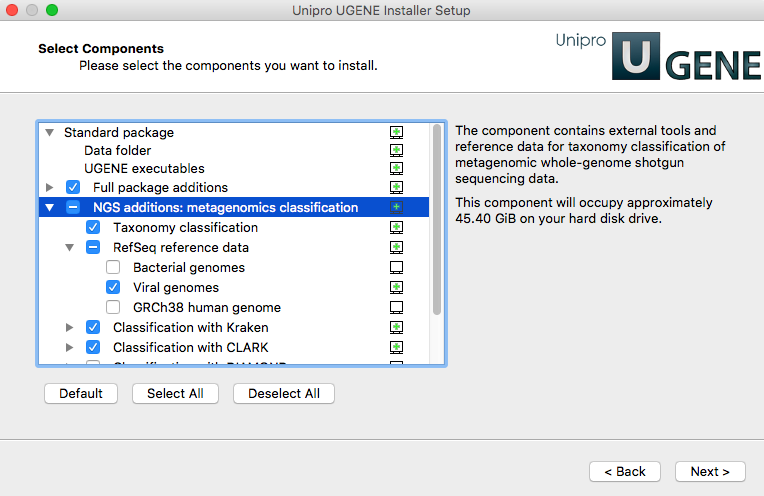 Unipro UGENE Installer Setup
Select Components
Please select the components you want to install.
Unipro
U GENE
Standard package
Data folder
UGENE executables
Full package additions
NGS additions: metagenomics classification
Taxonomy classification
RefSeq reference data
Bacterial genomes
Viral genomes
GRCh38 human genome
Classification with Kraken
Classification with CLARK
Classification with DIAMOND
The component contains external tools and
reference data for taxonomy classification of
metagenomic whole-genome shotgun
sequencing data.
This component will occupy approximately
45.40 GiB on your hard disk drive.
Default
Select All
Deselect All
< Back
Next >